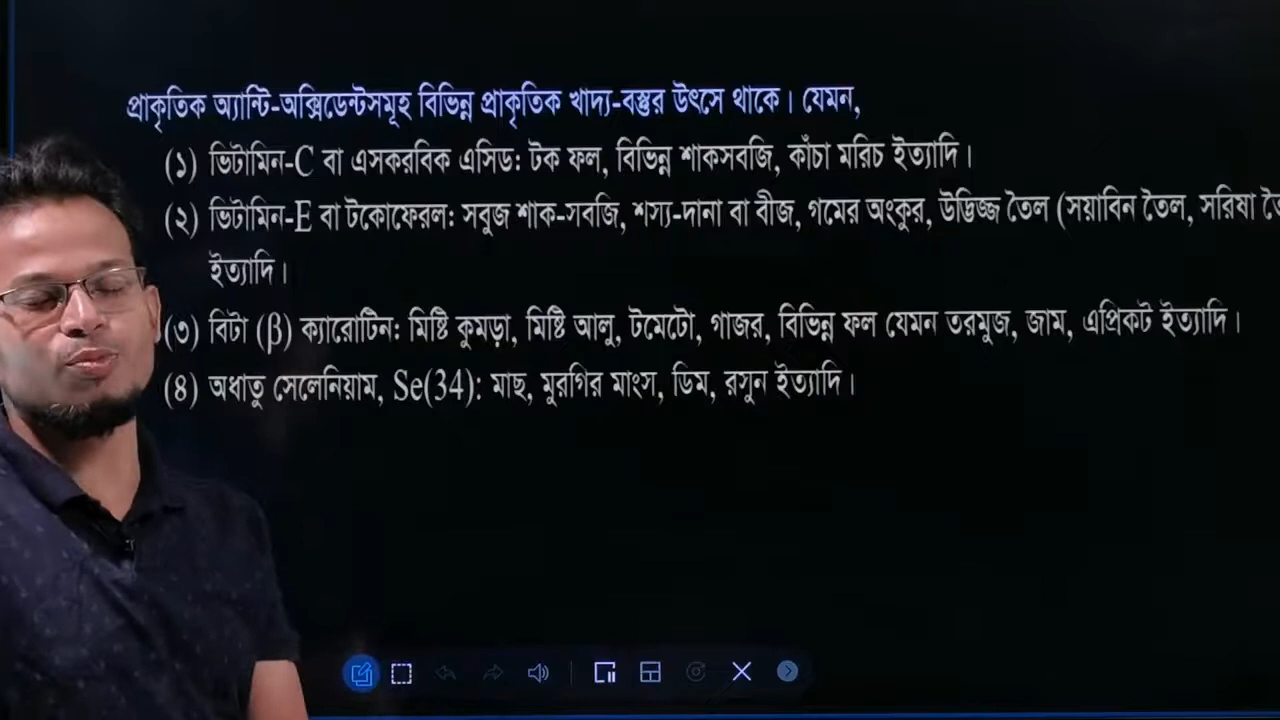 প্রাকৃতিক অ্যান্টি-অক্সিডেন্টসমূহ বিভিন্ন প্রাকৃতিক খাদ্য-বস্তুর উৎসে থাকে। যেমন,
(১) ভিটামিন-C বা এসকরবিক এসিড: টক ফল, বিভিন্ন শাকসবজি, কাঁচা মরিচ ইত্যাদি।
(২) ভিটামিন-E বা টকোফেরল: সবুজ শাক-সবজি, শস্য-দানা বা বীজ, গমের অংকুর, উদ্ভিজ্জ তৈল (সয়াবিন তৈল, সরিষা
ইত্যাদি।
(৩) বিটা (β) ক্যারোটিন: মিষ্টি কুমড়া, মিষ্টি আলু, টমেটো, গাজর, বিভিন্ন ফল যেমন তরমুজ, জাম, এপ্রিকট ইত্যাদি।
(৪) অধাতু সেলেনিয়াম, Se(34): মাছ, মুরগির মাংস, ডিম, রসুন ইত্যাদি।